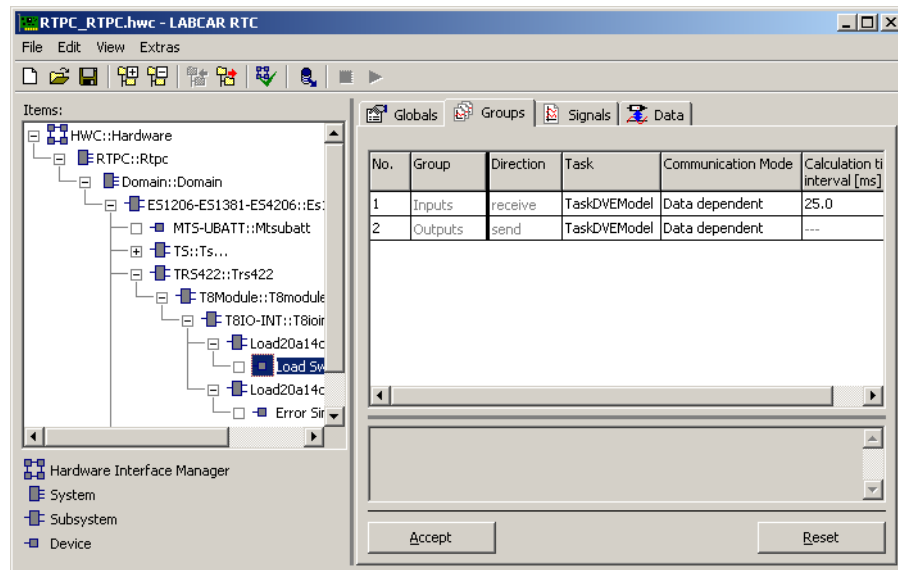 RTPC_RTPC.hwc - LABCAR RTC
File Edit View Extras
Items:
HWC::Hardware
RTPC::Rtpc
Domain::Domain
ES1206-ES1381-ES4206::Es1
MTS-UBATT::Mtsubatt
TS::Ts...
TRS422::Trs422
T8Module::T8module
T8IO-INT::T8ioin
Load20a14c
Load Sw
Load20a14c
Error Sim
Hardware Interface Manager
System
Subsystem
Device
Globals Groups Signals Data
No. Group Direction Task Communication Mode Calculation ti
interval [ms]
1 Inputs receive TaskDVEModel Data dependent 25.0
2 Outputs send TaskDVEModel Data dependent ---
Accept Reset